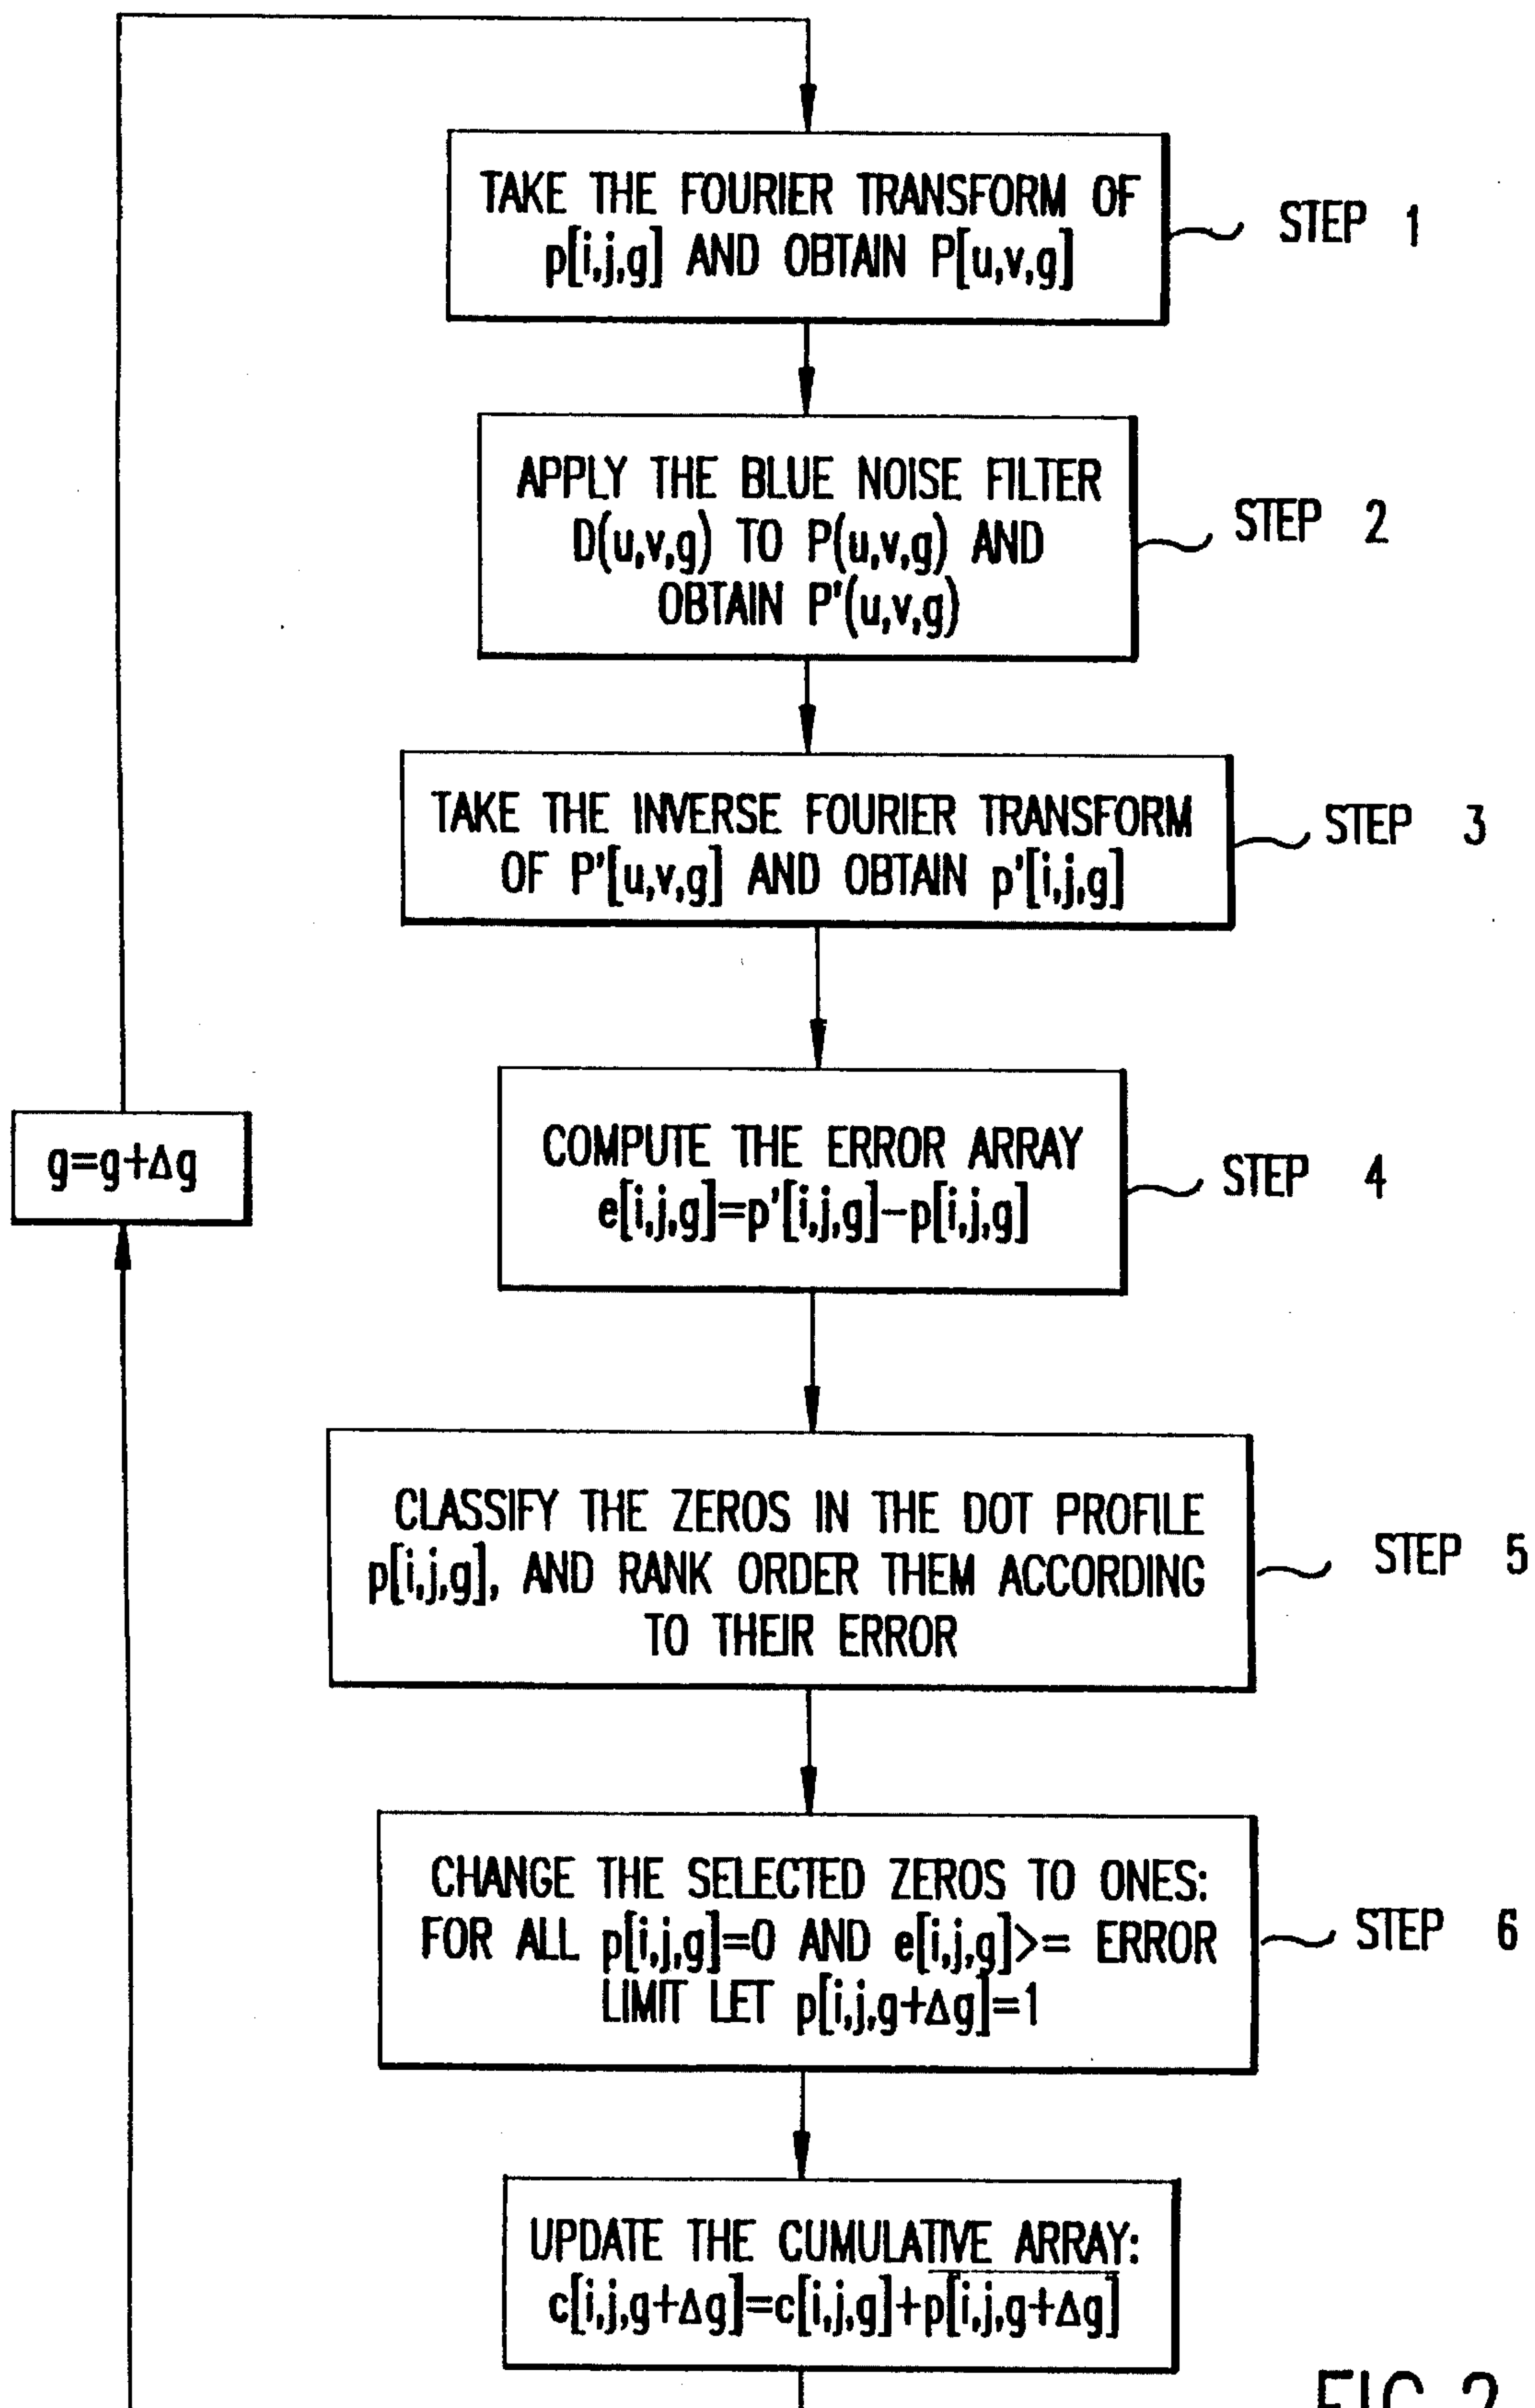 TAKE THE FOURIER TRANSFORM OF
p[i,j,g] AND OBTAIN P[u,v,g]
STEP 1
APPLY THE BLUE NOISE FILTER
D(u,v,g) TO P(u,v,g) AND
OBTAIN P'(u,v,g)
STEP 2
TAKE THE INVERSE FOURIER TRANSFORM
OF P'[u,v,g] AND OBTAIN p'[i,j,g]
STEP 3
g=g+Δg
COMPUTE THE ERROR ARRAY
e[i,j,g]=p'[i,j,g]−p[i,j,g]
STEP 4
CLASSIFY THE ZEROS IN THE DOT PROFILE
p[i,j,g], AND RANK ORDER THEM ACCORDING
TO THEIR ERROR
STEP 5
CHANGE THE SELECTED ZEROS TO ONES:
FOR ALL p[i,j,g]=0 AND e[i,j,g]>= ERROR
LIMIT LET p[i,j,g+Δg]=1
STEP 6
UPDATE THE CUMULATIVE ARRAY:
c[i,j,g+Δg]=c[i,j,g]+p[i,j,g+Δg]
FIG.2